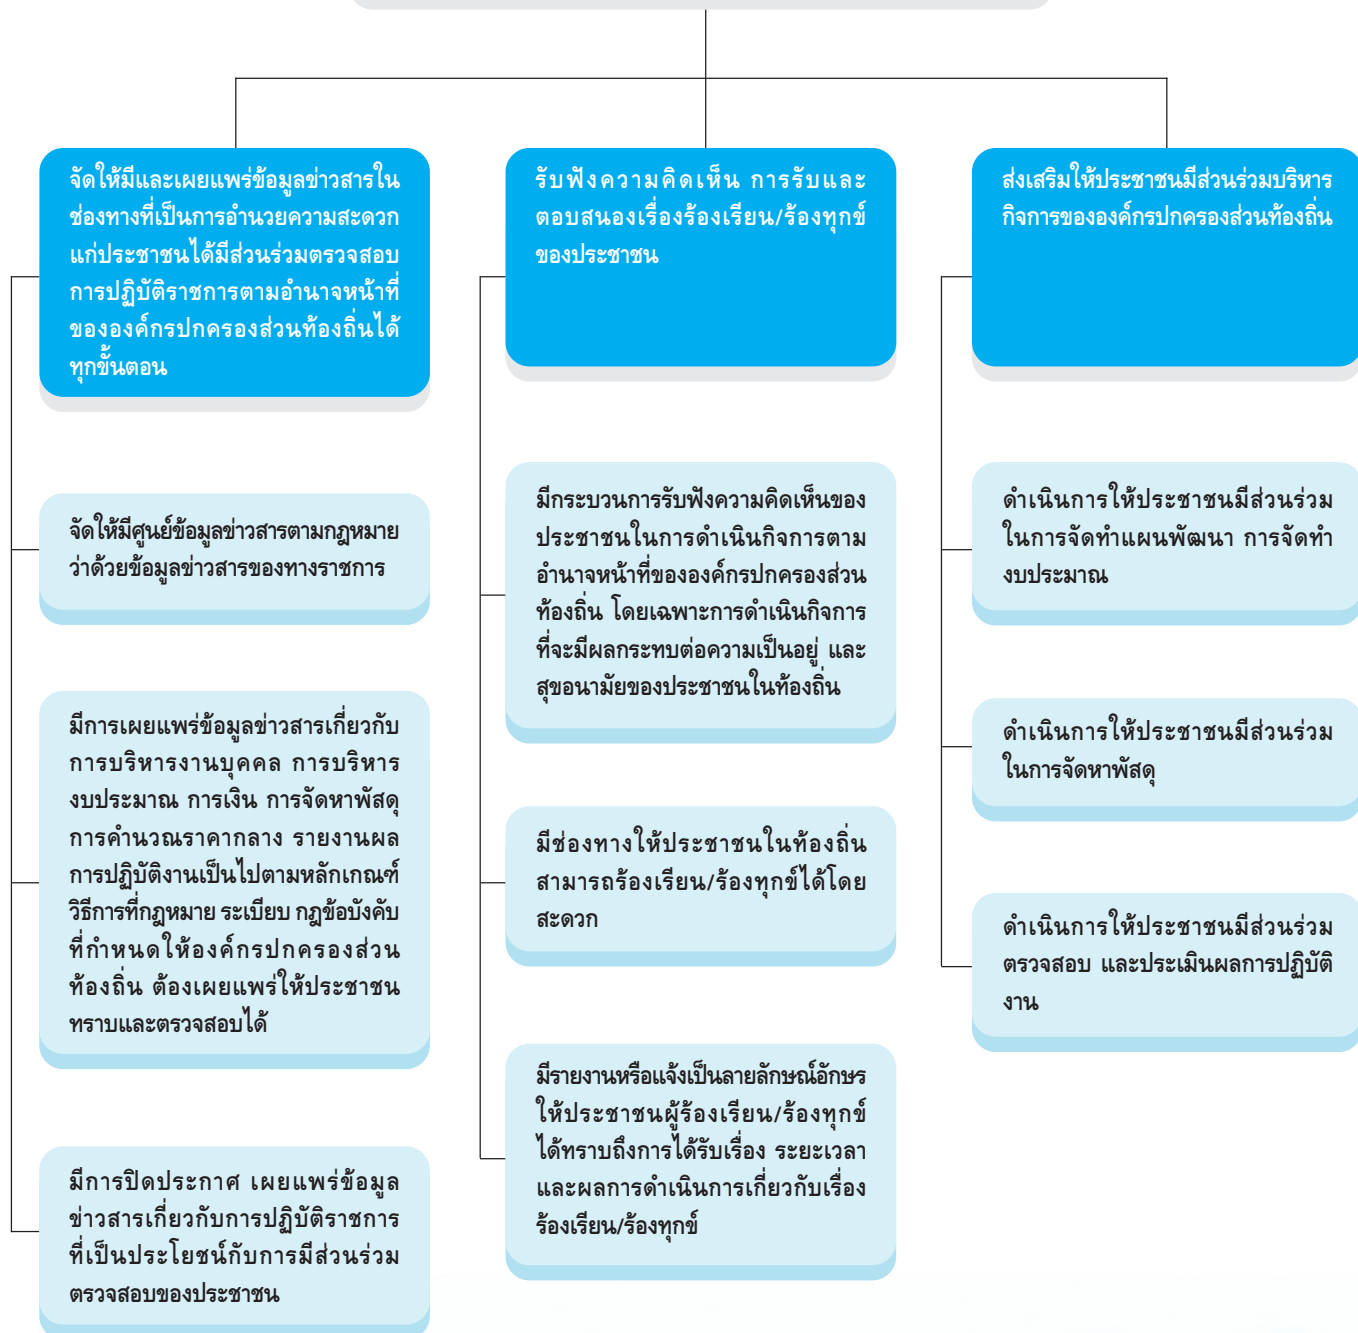 จัดให้มีและเผยแพร่ข้อมูลข่าวสารใน
ช่องทางที่เป็นการอำนวยความสะดวก
แก่ประชาชนได้มีส่วนร่วมตรวจสอบ
การปฏิบัติราชการตามอำนาจหน้าที่
ขององค์กรปกครองส่วนท้องถิ่นได้
ทุกขั้นตอน
จัดให้มีศูนย์ข้อมูลข่าวสารตามกฎหมาย
ว่าด้วยข้อมูลข่าวสารของทางราชการ
มีการเผยแพร่ข้อมูลข่าวสารเกี่ยวกับ
การบริหารงานบุคคล การบริหาร
งบประมาณ การเงิน การจัดหาพัสดุ
การคำนวณราคากลาง รายงานผล
การปฏิบัติงานเป็นไปตามหลักเกณฑ์
วิธีการที่กฎหมาย ระเบียบ กฎข้อบังคับ
ที่กำหนดให้องค์กรปกครองส่วน
ท้องถิ่น ต้องเผยแพร่ให้ประชาชน
ทราบและตรวจสอบได้
มีการปิดประกาศ เผยแพร่ข้อมูล
ข่าวสารเกี่ยวกับการปฏิบัติราชการ
ที่เป็นประโยชน์กับการมีส่วนร่วม
ตรวจสอบของประชาชน
รับฟังความคิดเห็น การรับและ
ตอบสนองเรื่องร้องเรียน/ร้องทุกข์
ของประชาชน
มีกระบวนการรับฟังความคิดเห็นของ
ประชาชนในการดำเนินกิจการตาม
อำนาจหน้าที่ขององค์กรปกครองส่วน
ท้องถิ่น โดยเฉพาะการดำเนินกิจการ
ที่จะมีผลกระทบต่อความเป็นอยู่ และ
สุขอนามัยของประชาชนในท้องถิ่น
มีช่องทางให้ประชาชนในท้องถิ่น
สามารถร้องเรียน/ร้องทุกข์ได้โดย
สะดวก
มีรายงานหรือแจ้งเป็นลายลักษณ์อักษร
ให้ประชาชนผู้ร้องเรียน/ร้องทุกข์
ได้ทราบถึงการได้รับเรื่อง ระยะเวลา
และผลการดำเนินการเกี่ยวกับเรื่อง
ร้องเรียน/ร้องทุกข์
ส่งเสริมให้ประชาชนมีส่วนร่วมบริหาร
กิจการขององค์กรปกครองส่วนท้องถิ่น
ดำเนินการให้ประชาชนมีส่วนร่วม
ในการจัดทำแผนพัฒนา การจัดทำ
งบประมาณ
ดำเนินการให้ประชาชนมีส่วนร่วม
ในการจัดหาพัสดุ
ดำเนินการให้ประชาชนมีส่วนร่วม
ตรวจสอบ และประเมินผลการปฏิบัติ
งาน